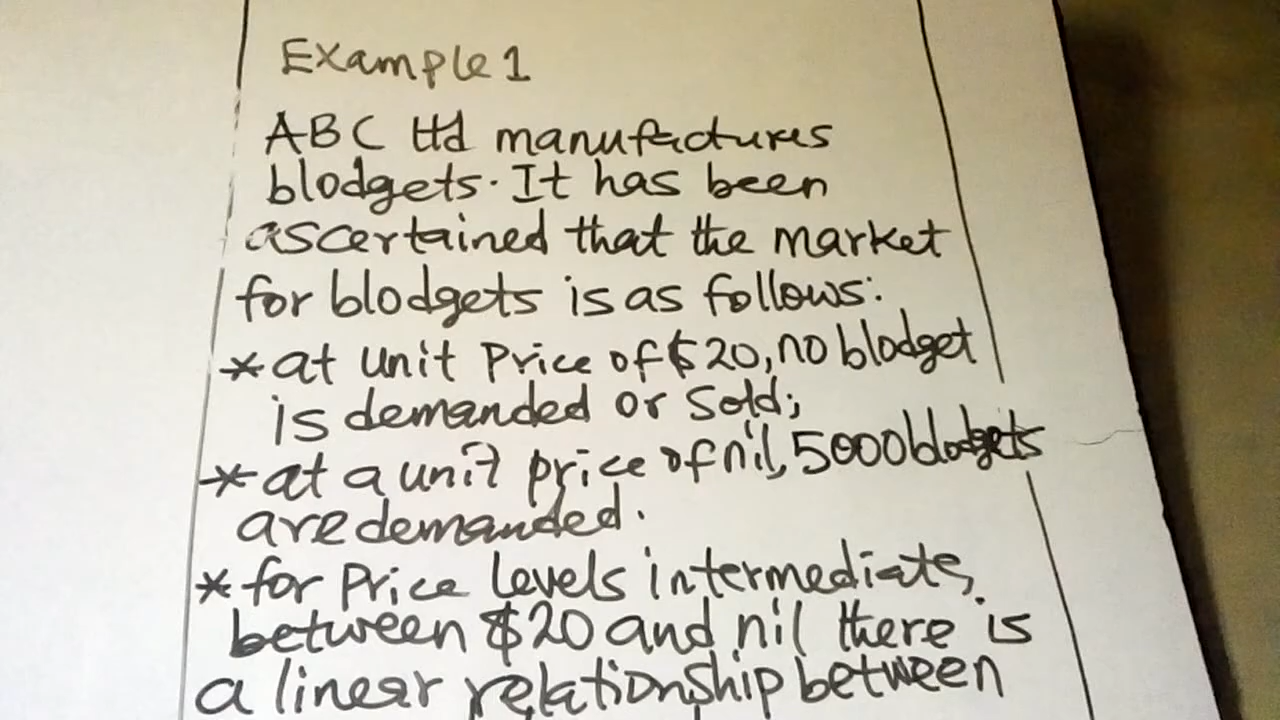 Example 1
ABC Ltd manufactures
blodgets. It has been
ascertained that the market
for blodgets is as follows:
* at unit Price of $20, no blodget
is demanded or Sold;
* at a unit price of nil, 5000 blodgets
are demanded.
* for Price levels intermediate
between $20 and nil there is
a linear relationship between